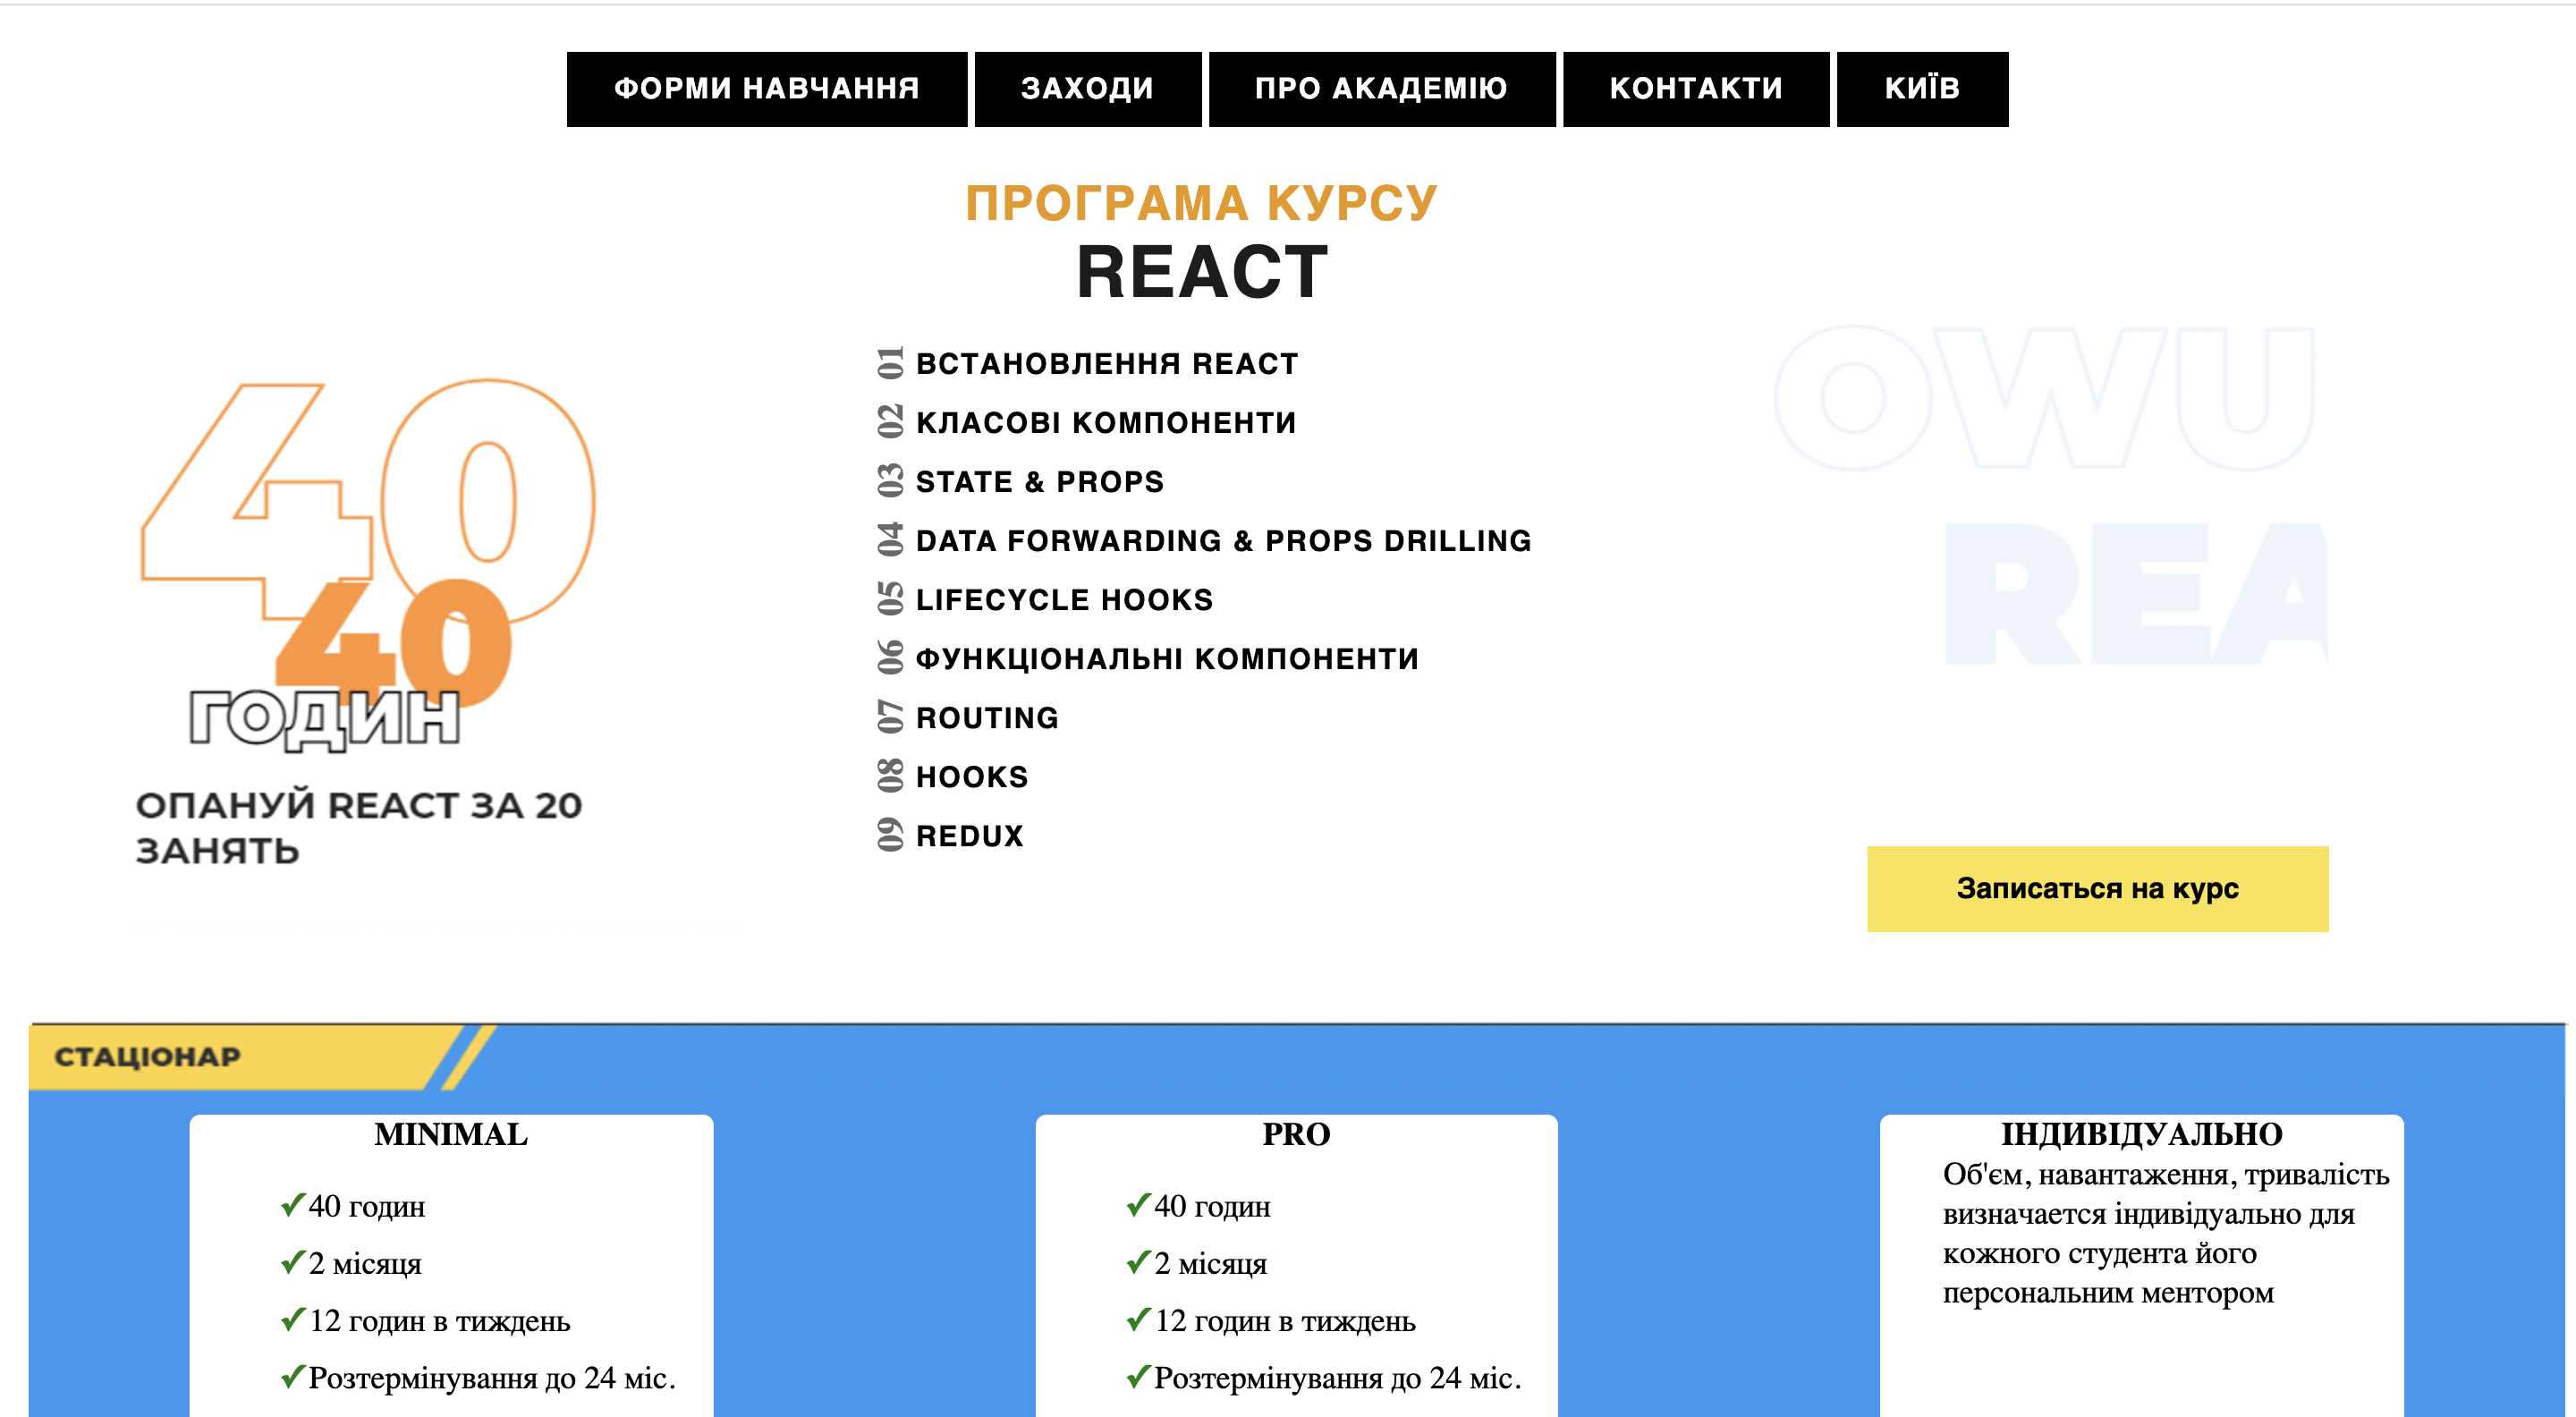 ФОРМИ НАВЧАННЯ
ЗАХОДИ
ПРО АКАДЕМІЮ
КОНТАКТИ
КИЇВ
ПРОГРАМА КУРСУ
REACT
40
40
ГОДИН
ОПАНУЙ REACT ЗА 20
ЗАНЯТЬ
01 ВСТАНОВЛЕННЯ REACT
02 КЛАСОВІ КОМПОНЕНТИ
03 STATE & PROPS
04 DATA FORWARDING & PROPS DRILLING
05 LIFECYCLE HOOKS
06 ФУНКЦІОНАЛЬНІ КОМПОНЕНТИ
07 ROUTING
08 HOOKS
09 REDUX
OWU
REA
Записаться на курс
СТАЦІОНАР
MINIMAL
✓40 годин
✓2 місяця
✓12 годин в тиждень
✓Розтермінування до 24 міс.
PRO
✓40 годин
✓2 місяця
✓12 годин в тиждень
✓Розтермінування до 24 міс.
ІНДИВІДУАЛЬНО
Об'єм, навантаження, тривалість
визначается індивідуально для
кожного студента його
персональним ментором